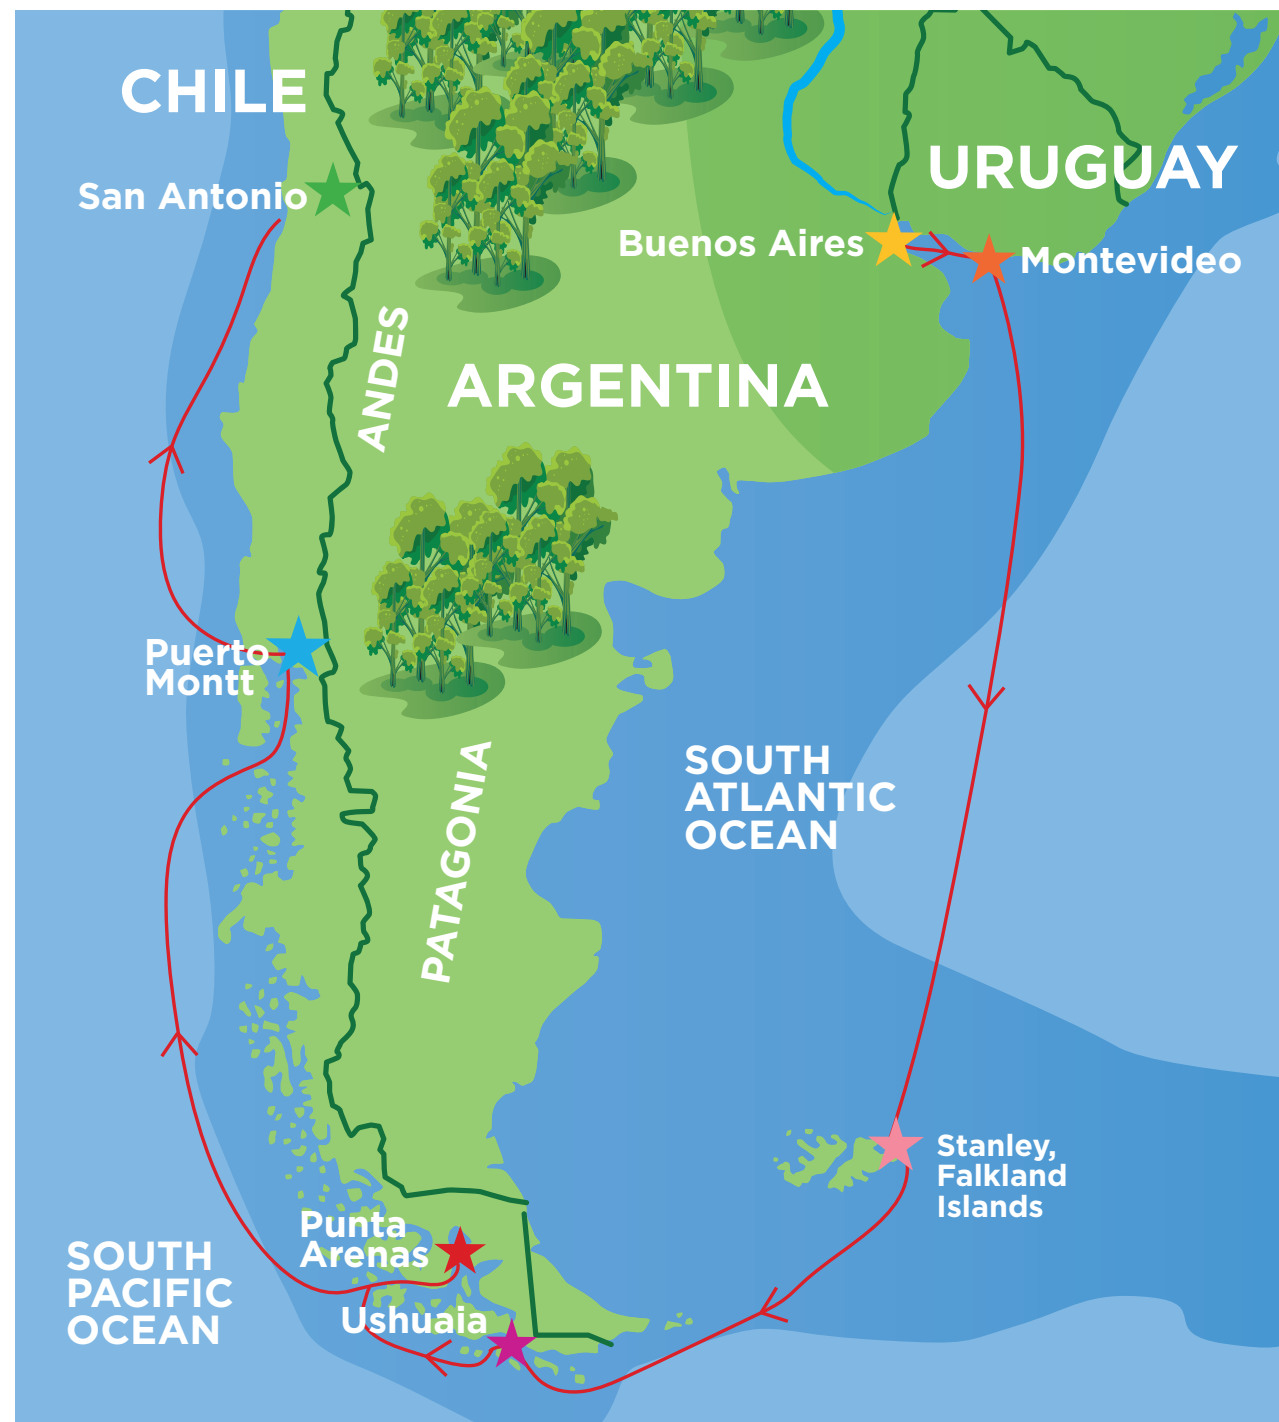 CHILE
San Antonio
URUGUAY
Buenos Aires
Montevideo
ANDES
ARGENTINA
Puerto
Montt
PATAGONIA
SOUTH
ATLANTIC
OCEAN
Stanley,
Falkland
Islands
Punta
Arenas
SOUTH
PACIFIC
OCEAN
Ushuaia